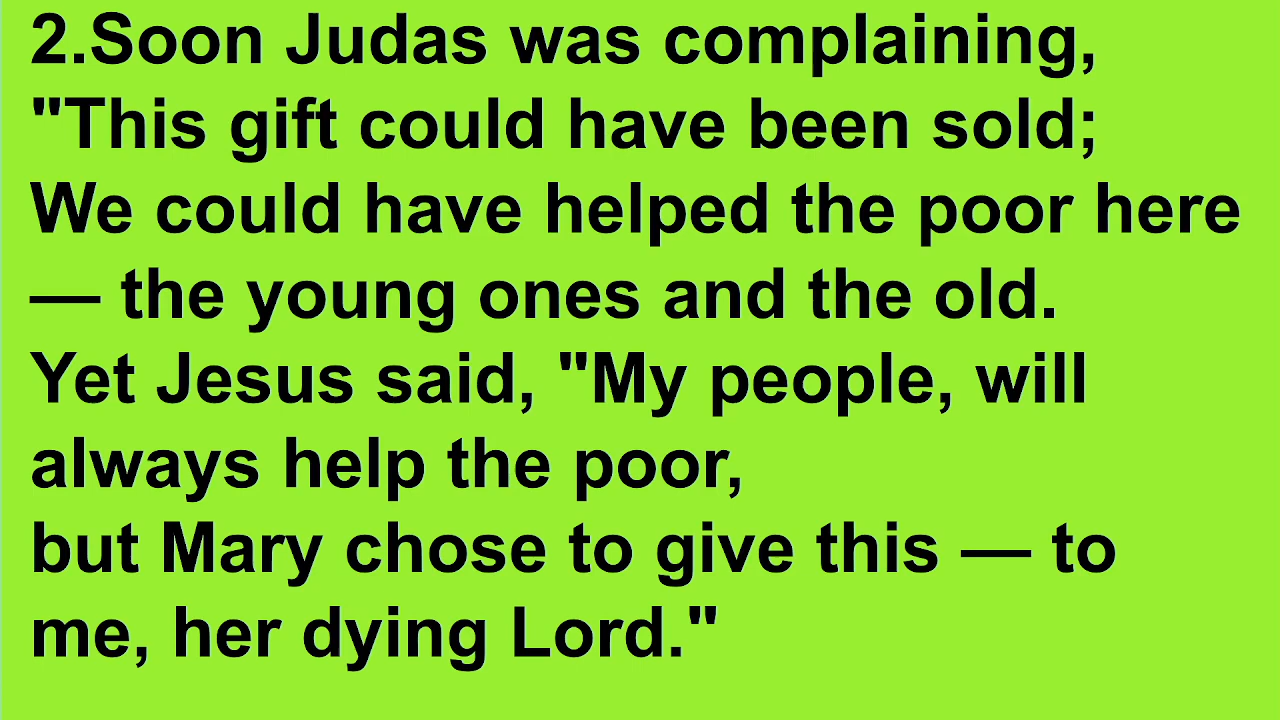 2.Soon Judas was complaining,
"This gift could have been sold;
We could have helped the poor here
— the young ones and the old.
Yet Jesus said, "My people, will
always help the poor,
but Mary chose to give this — to
me, her dying Lord."